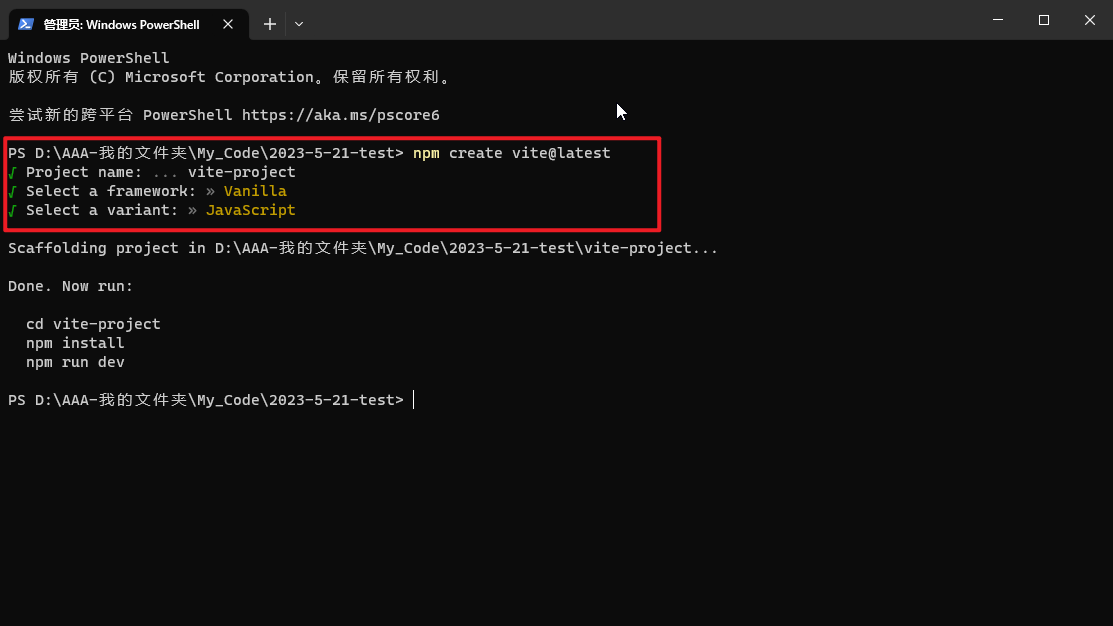 管理员: Windows PowerShell
Windows PowerShell
版权所有 (C) Microsoft Corporation。保留所有权利。
尝试新的跨平台 PowerShell https://aka.ms/pscore6
PS D:\AAA-我的文件夹\My_Code\2023-5-21-test> npm create vite@latest
√ Project name: ... vite-project
√ Select a framework: » Vanilla
√ Select a variant: » JavaScript
Scaffolding project in D:\AAA-我的文件夹\My_Code\2023-5-21-test\vite-project...
Done. Now run:
cd vite-project
npm install
npm run dev
PS D:\AAA-我的文件夹\My_Code\2023-5-21-test>